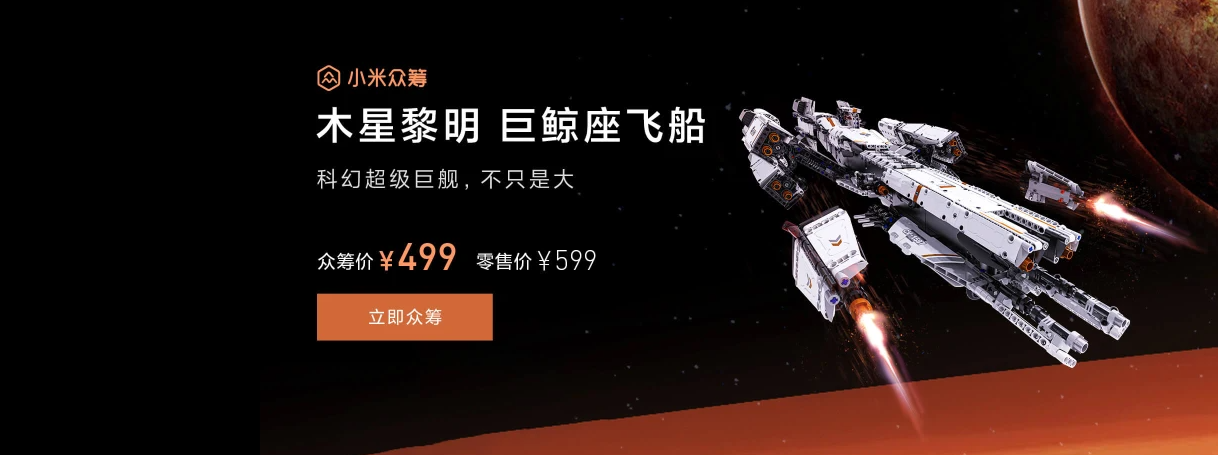 小米众筹
木星黎明 巨鲸座飞船
科幻超级巨舰，不只是大
众筹价 ¥499 零售价 ¥599
立即众筹